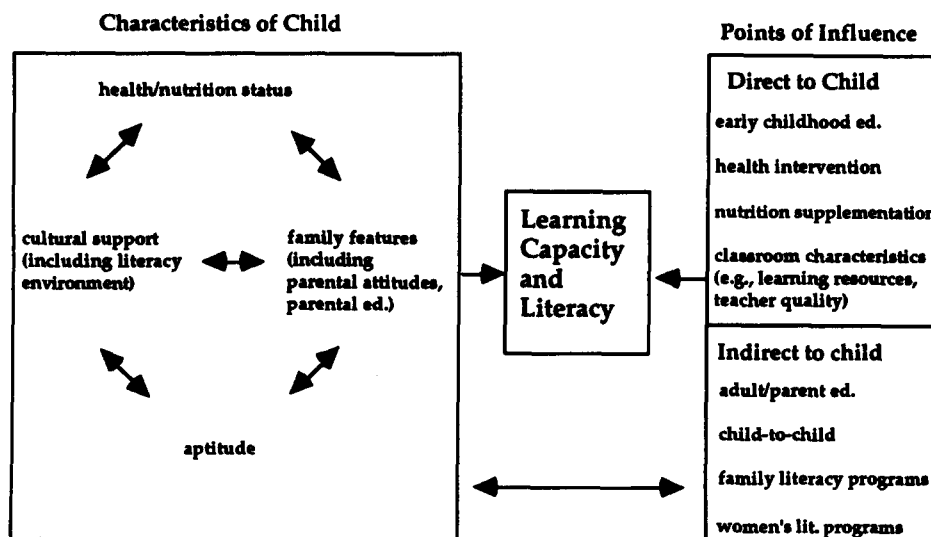 Characteristics of Child
health/nutrition status
cultural support
(including literacy
environment)
family features
(including
parental attitudes,
parental ed.)
aptitude
Learning
Capacity
and
Literacy
Points of Influence
Direct to Child
early childhood ed.
health intervention
nutrition supplementation
classroom characteristics
(e.g., learning resources,
teacher quality)
Indirect to child
adult/parent ed.
child-to-child
family literacy programs
women's lit. programs